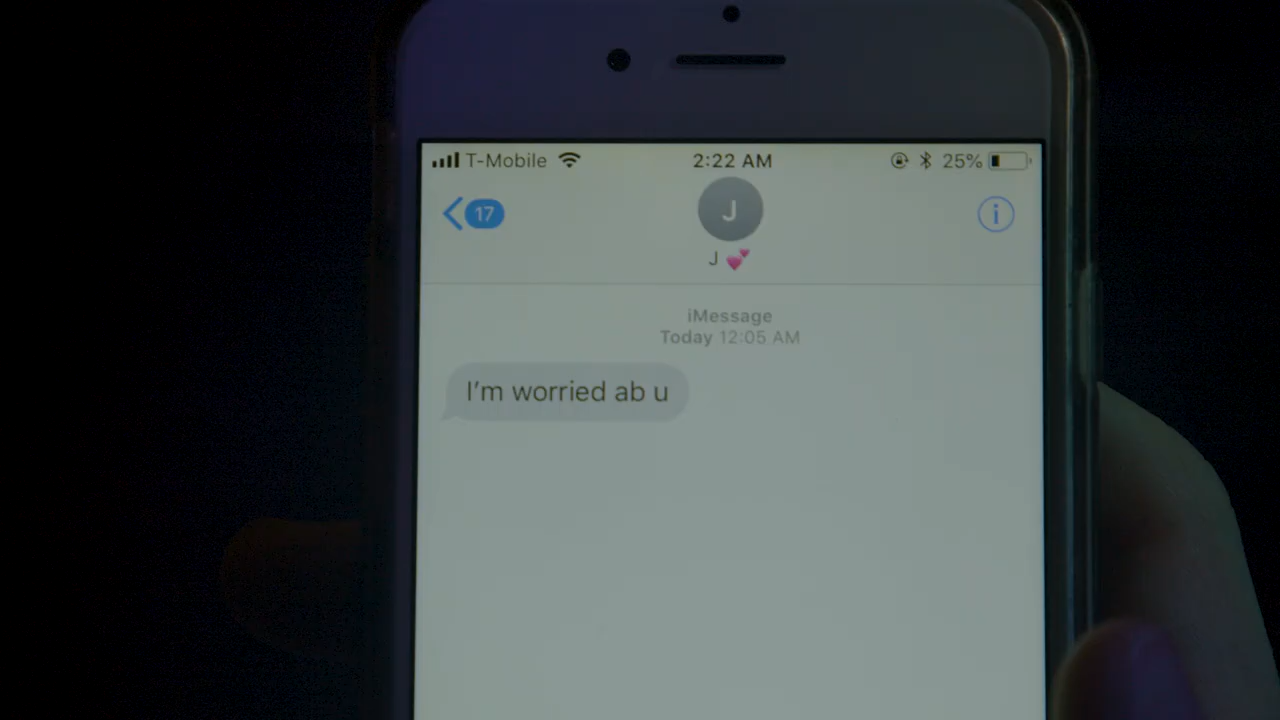 T-Mobile 2:22 AM 25%
17
J
J 💕
iMessage
Today 12:05 AM
I'm worried ab u